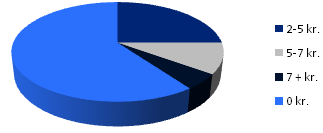 2-5 kr.
5-7 kr.
7 + kr.
0 kr.